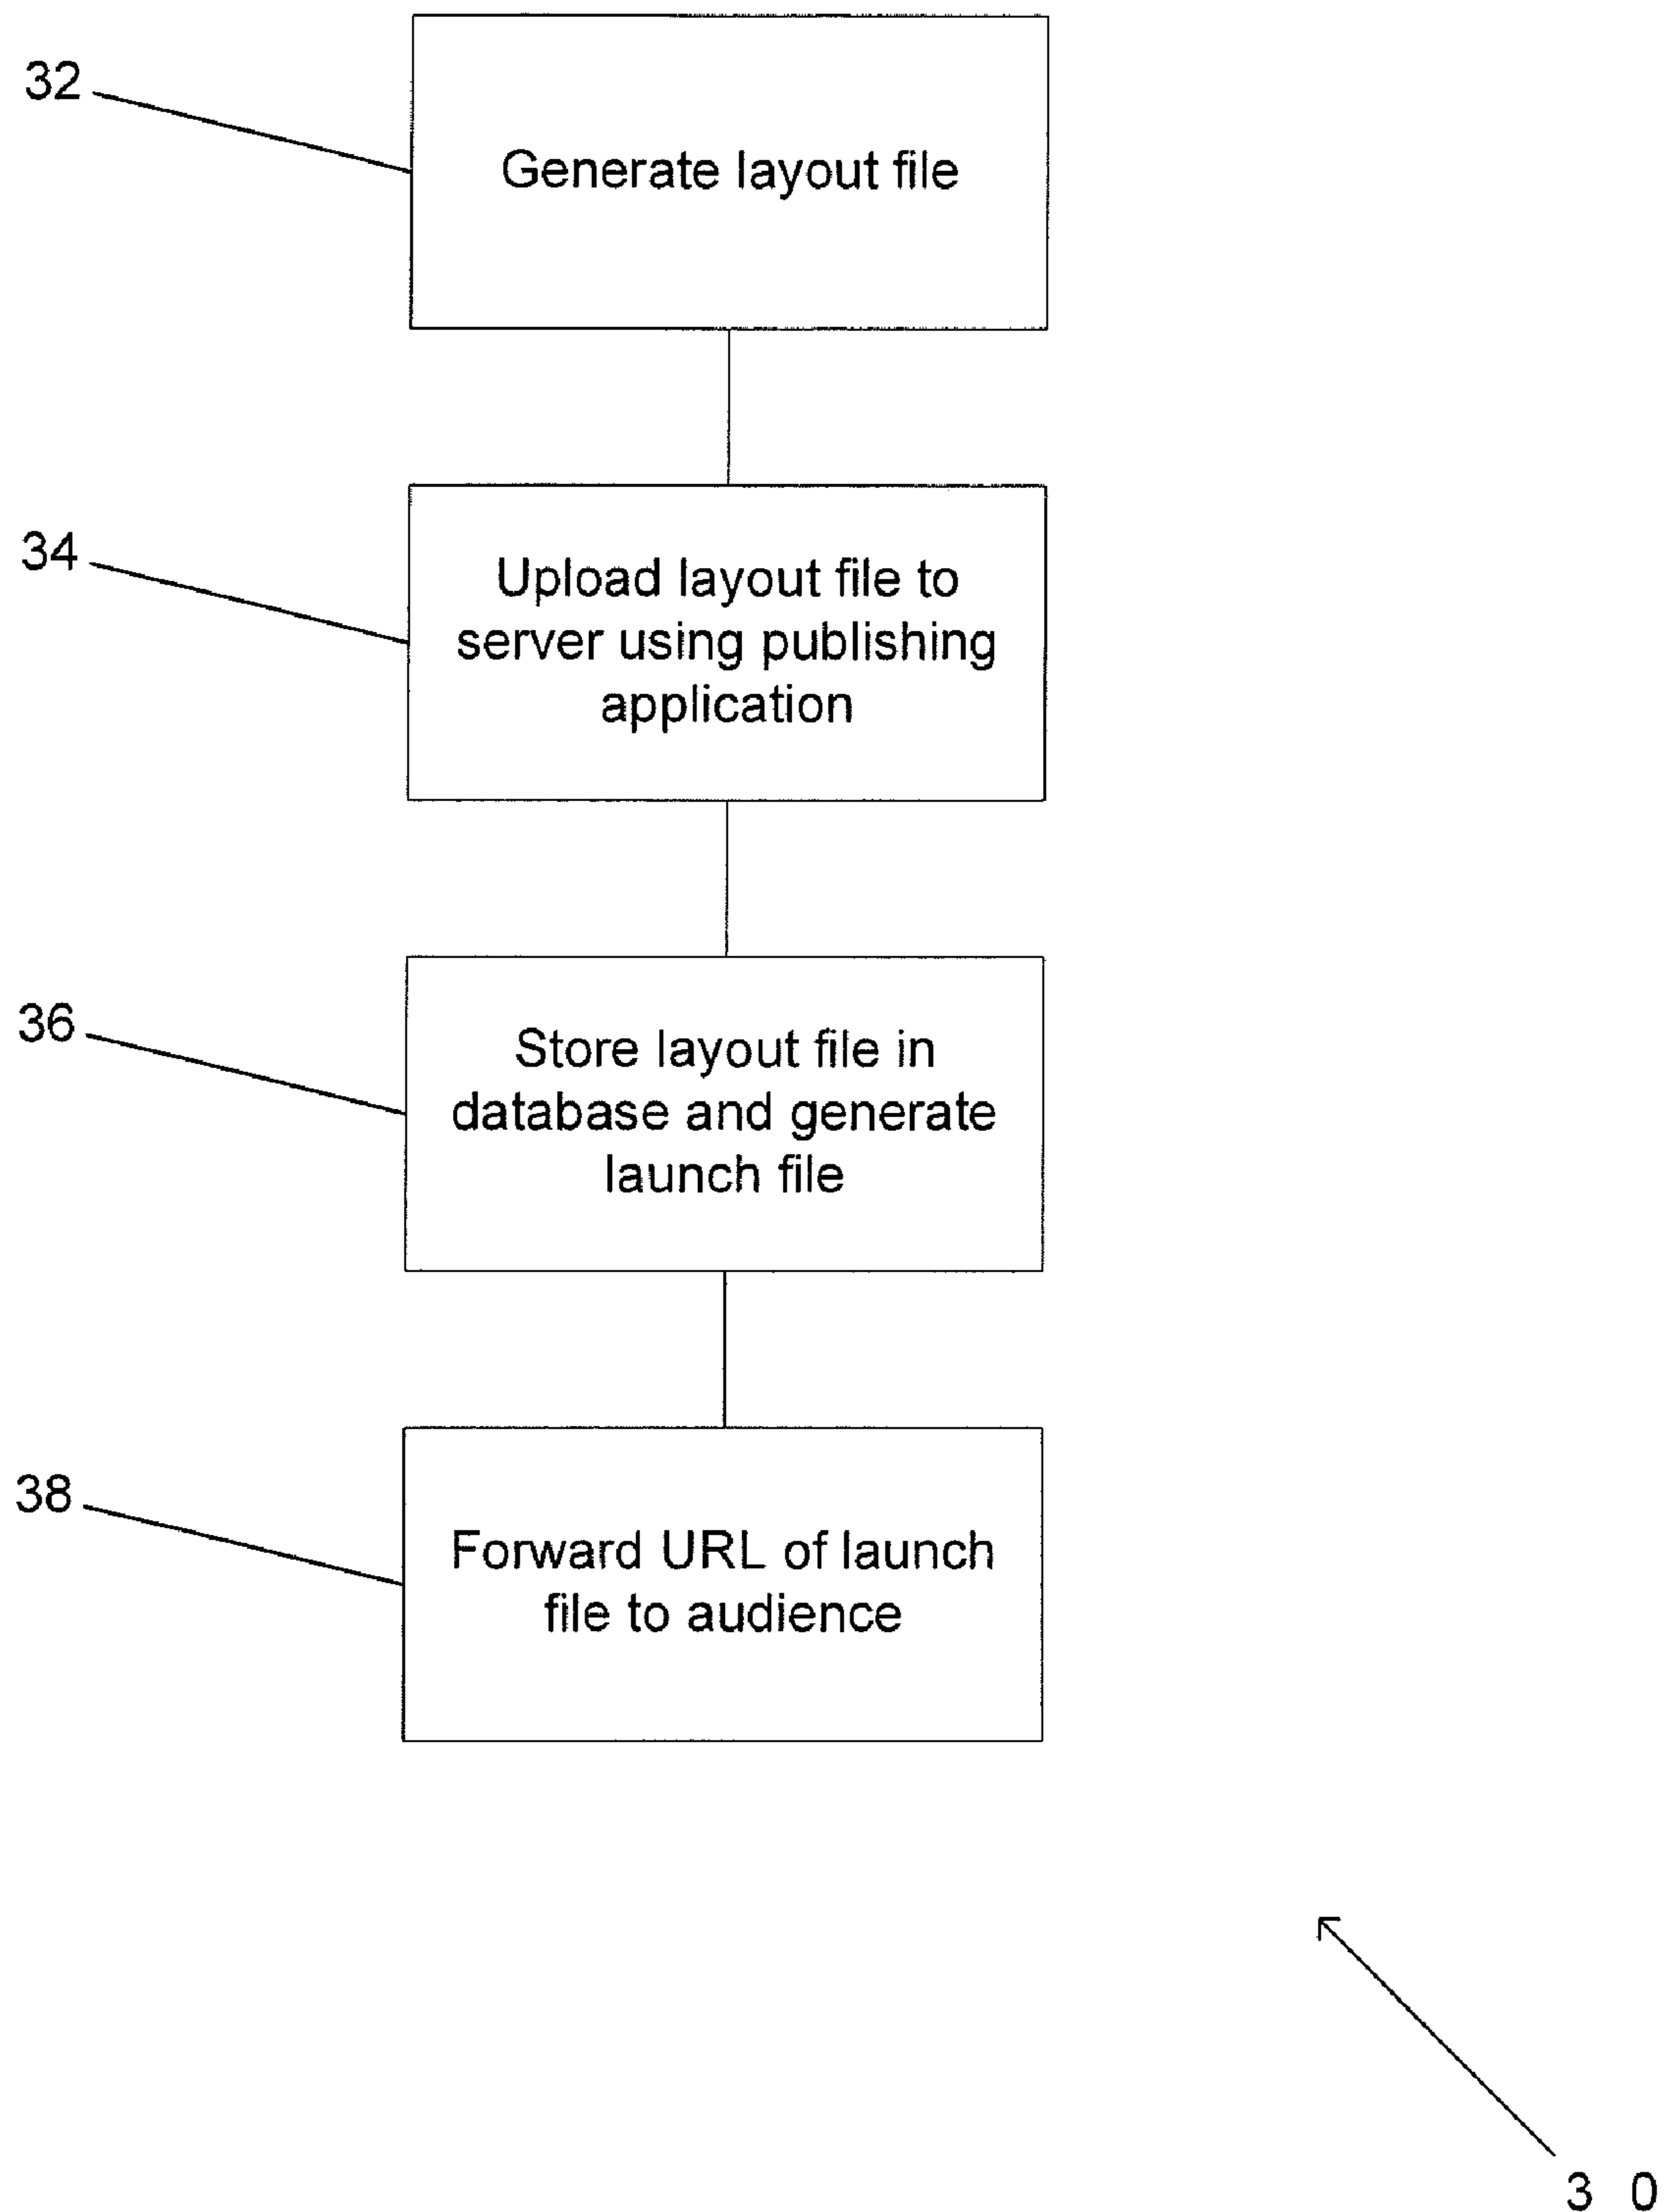 32
Generate layout file
34
Upload layout file to
server using publishing
application
36
Store layout file in
database and generate
launch file
38
Forward URL of launch
file to audience
3 0